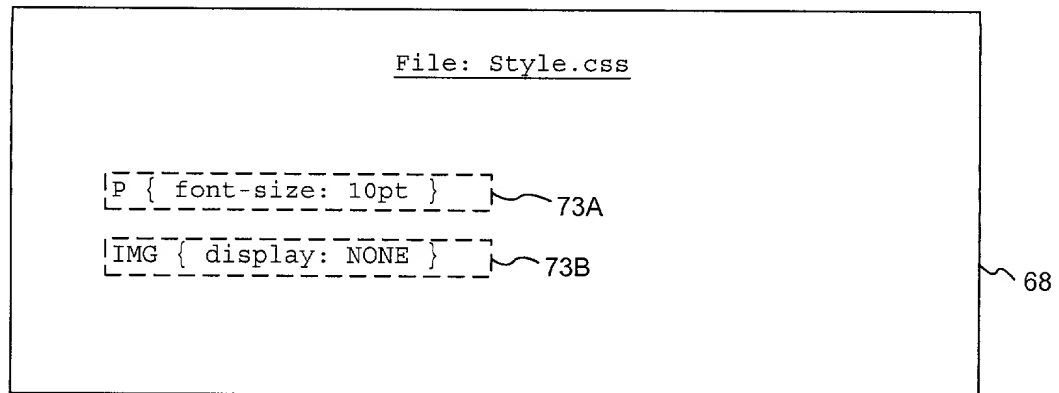 File: Style.css
P { font-size: 10pt }
73A
IMG { display: NONE }
73B
68